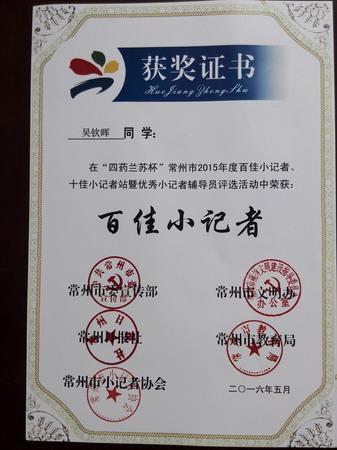 获奖证书
HuoJiang Zheng-Shu
吴钦晖 同学:
在“四药兰苏杯”常州市2015年度百佳小记者、
十佳小记者站暨优秀小记者辅导员评选活动中荣获:
百佳小记者
常州市委宣传部 常州市文明办
常州日报社 常州市教育局
常州市小记者协会 二〇一六年五月